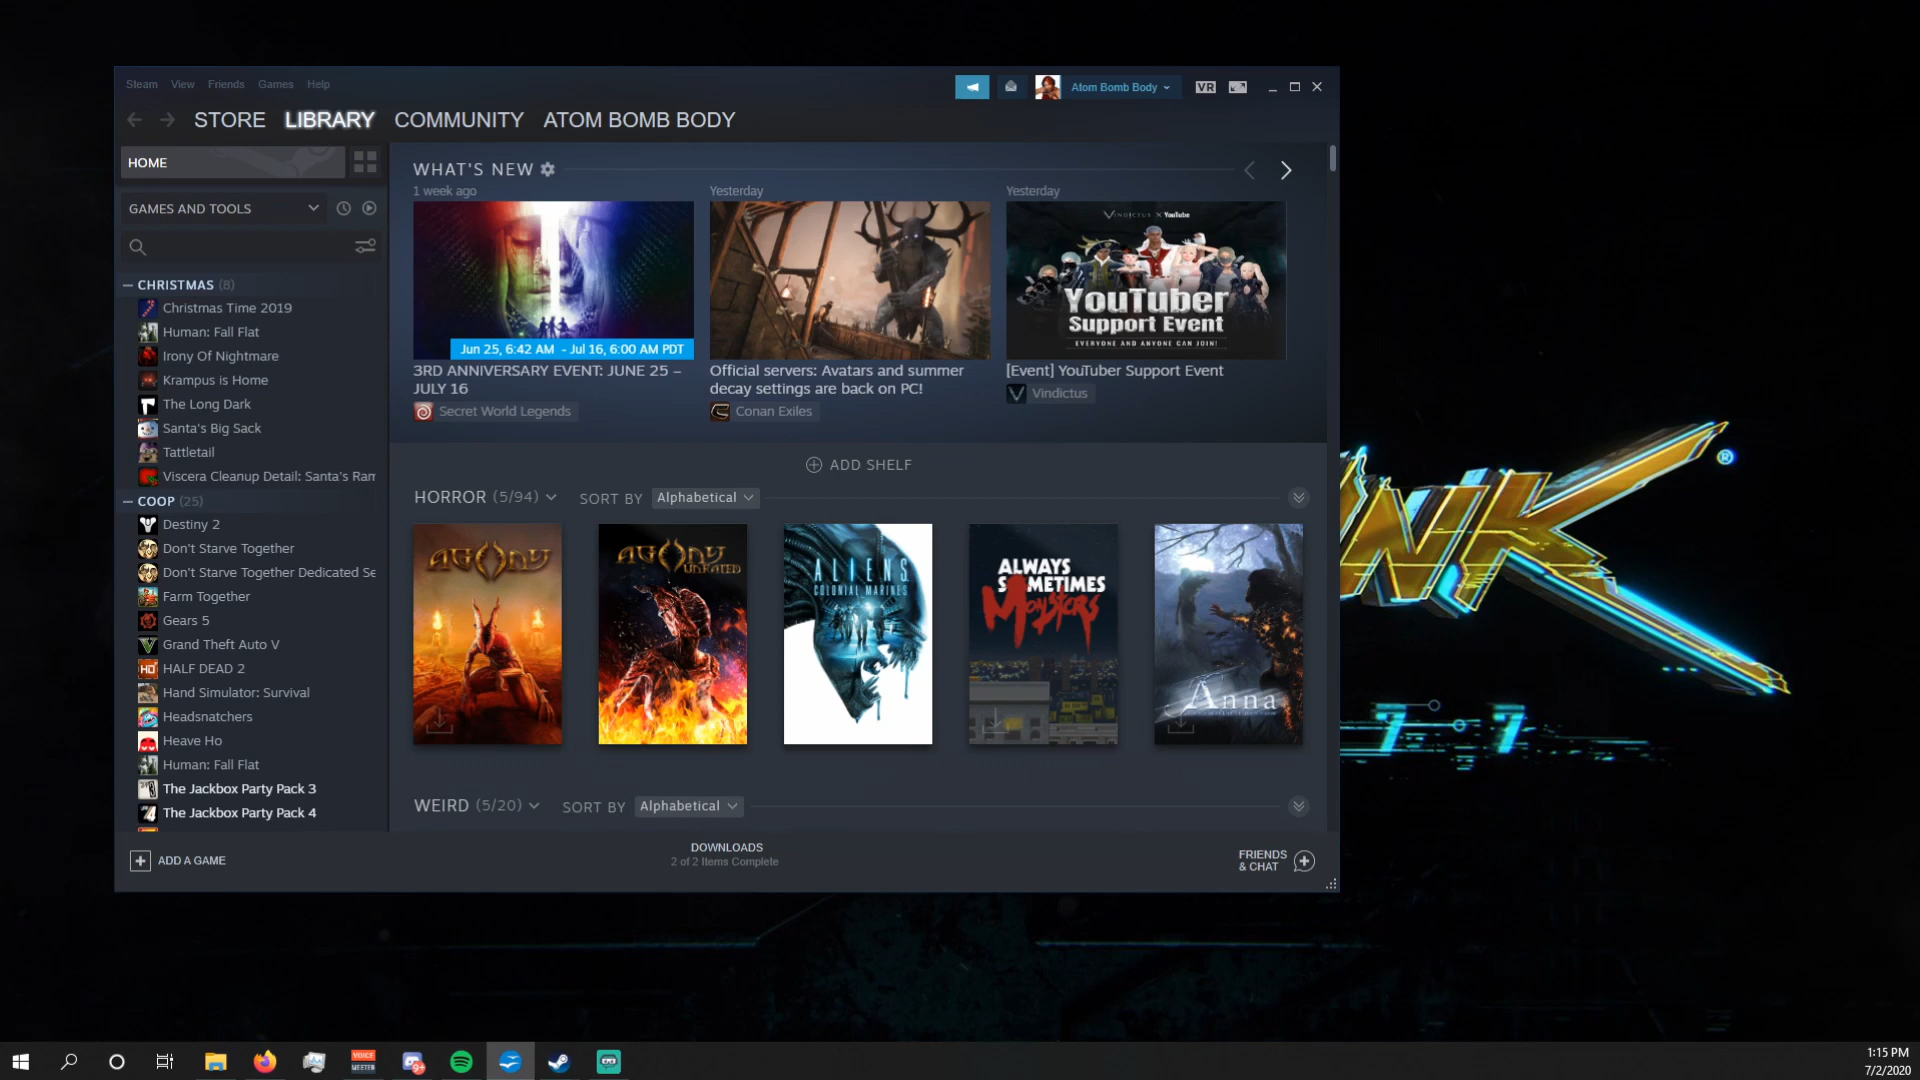 Steam View Friends Games Help
Atom Bomb Body
VR
STORE LIBRARY COMMUNITY ATOM BOMB BODY
HOME
GAMES AND TOOLS
CHRISTMAS (8)
Christmas Time 2019
Human: Fall Flat
Irony Of Nightmare
Krampus is Home
The Long Dark
Santa's Big Sack
Tattletail
Viscera Cleanup Detail: Santa's Ram
COOP (25)
Destiny 2
Don't Starve Together
Don't Starve Together Dedicated Se
Farm Together
Gears 5
Grand Theft Auto V
HALF DEAD 2
Hand Simulator: Survival
Headsnatchers
Heave Ho
Human: Fall Flat
The Jackbox Party Pack 3
The Jackbox Party Pack 4
WHAT'S NEW
1 week ago
Jun 25, 6:42 AM - Jul 16, 6:00 AM PDT
3RD ANNIVERSARY EVENT: JUNE 25 –
JULY 16
Secret World Legends
Yesterday
Official servers: Avatars and summer
decay settings are back on PC!
Conan Exiles
Yesterday
VINDICTUS X YouTube
YouTuber
Support Event
EVERYONE AND ANYONE CAN JOIN!
[Event] YouTuber Support Event
Vindictus
ADD SHELF
HORROR (5/94) SORT BY Alphabetical
AGONY
AGONY
UNRATED
ALIENS
COLONIAL MARINES
ALWAYS
SOMETIMES
MONSTERS
Anna
WEIRD (5/20) SORT BY Alphabetical
ADD A GAME
DOWNLOADS
2 of 2 Items Complete
FRIENDS
& CHAT
NK
®
77
VOICE
MEETER
9+
1:15 PM
7/2/2020